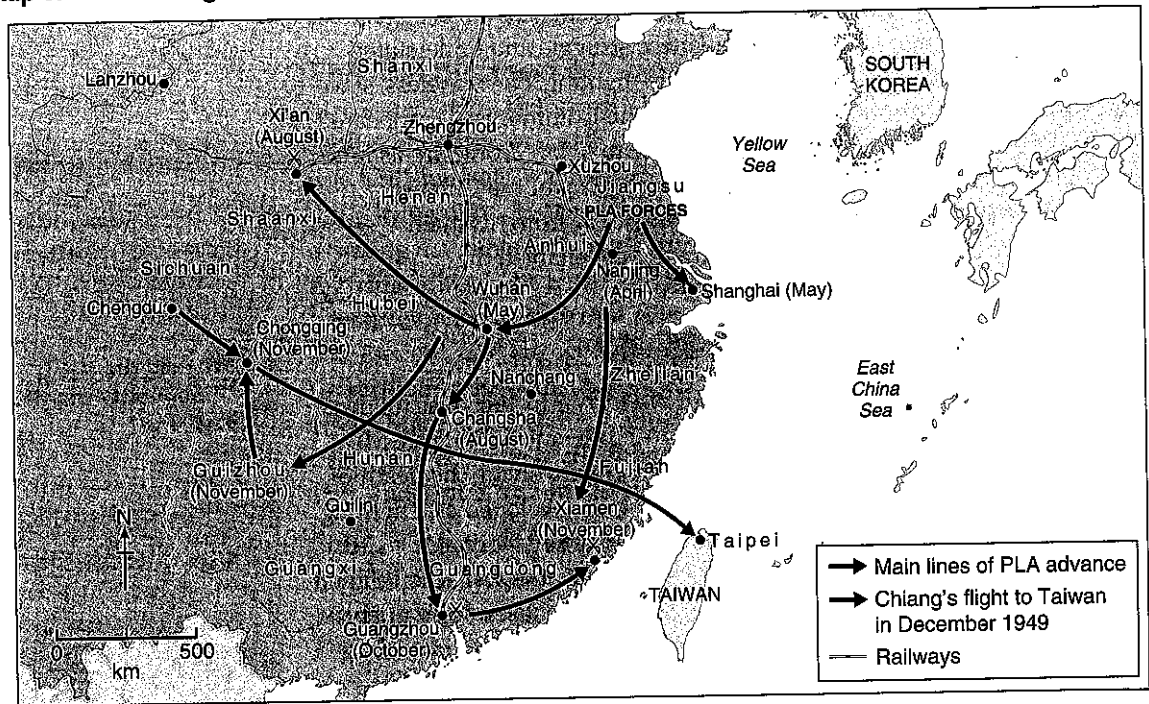 Lanzhou
Shanxi
Xi'an
(August)
Zhengzhou
Xuzhou
Jiangsu
PLA FORCES
Henan
Shaanxi
Anhui
Nanjing
(April)
Shanghai (May)
Sichuan
Chengdu
Hubei
Wuhan
(May)
Chongqing
(November)
Nanchang
Zhejian
Changsha
(August)
Hunan
Guizhou
(November)
Guilin
Fujian
Xiamen
(November)
Guangxi
Guangdong
Guangzhou
(October)
Taipei
TAIWAN
SOUTH
KOREA
Yellow
Sea
East
China
Sea
N
0 500
km
Main lines of PLA advance
Chiang's flight to Taiwan
in December 1949
Railways